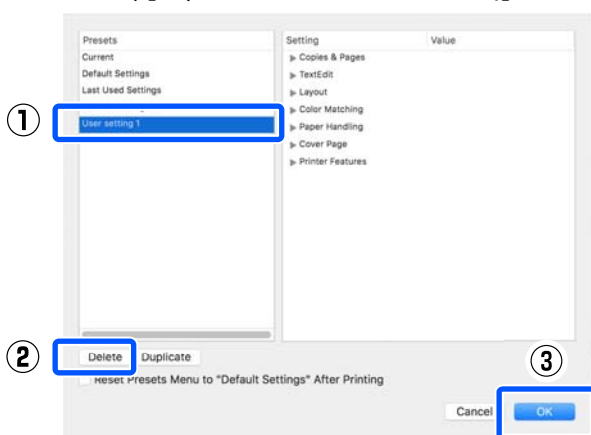 Presets
Setting
Value
Current
Default Settings
Last Used Settings
User setting 1
Copies & Pages
TextEdit
Layout
Color Matching
Paper Handling
Cover Page
Printer Features
①
②
Delete
Duplicate
Reset Presets Menu to "Default Settings" After Printing
③
Cancel
OK